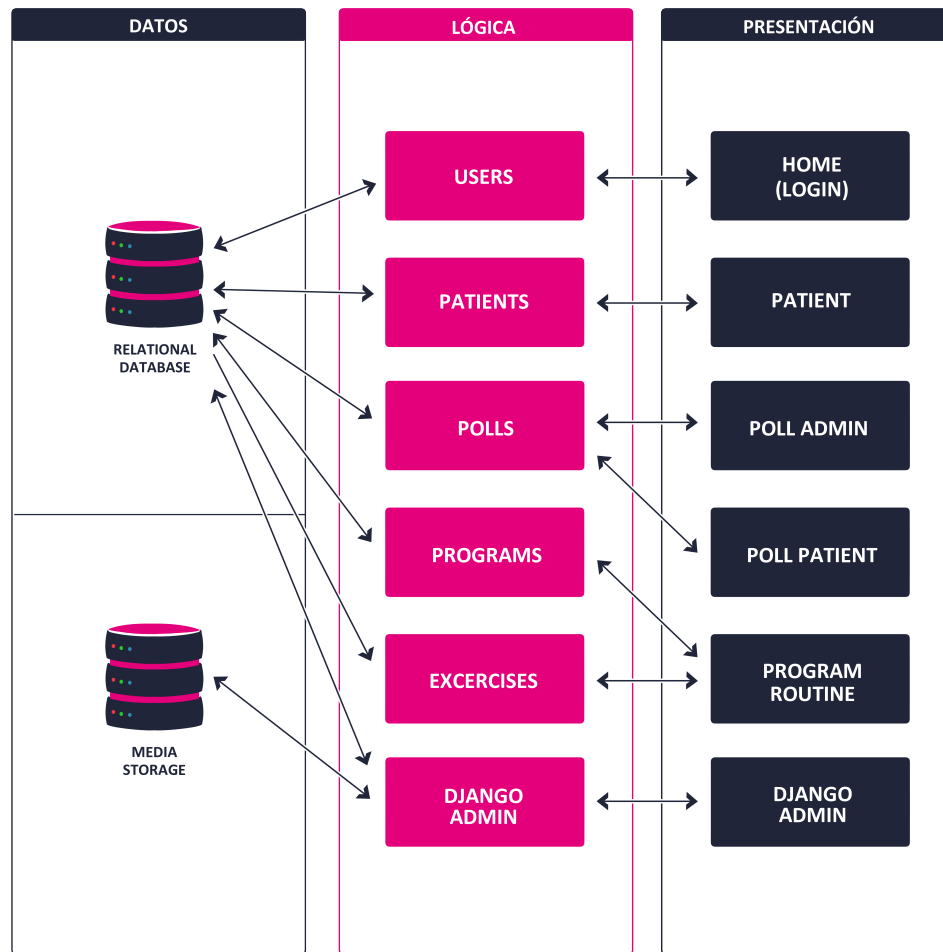 DATOS
RELATIONAL
DATABASE
MEDIA
STORAGE
LÓGICA
USERS
PATIENTS
POLLS
PROGRAMS
EXCERCISES
DJANGO
ADMIN
PRESENTACIÓN
HOME
(LOGIN)
PATIENT
POLL ADMIN
POLL PATIENT
PROGRAM
ROUTINE
DJANGO
ADMIN